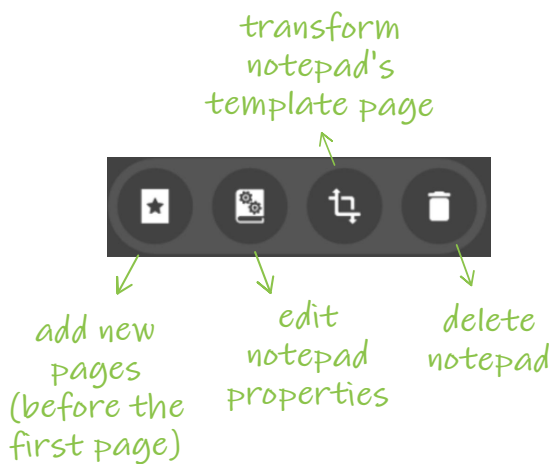 transform
notepad's
template page
add new
pages
(before the
first page)
edit
notepad
properties
delete
notepad